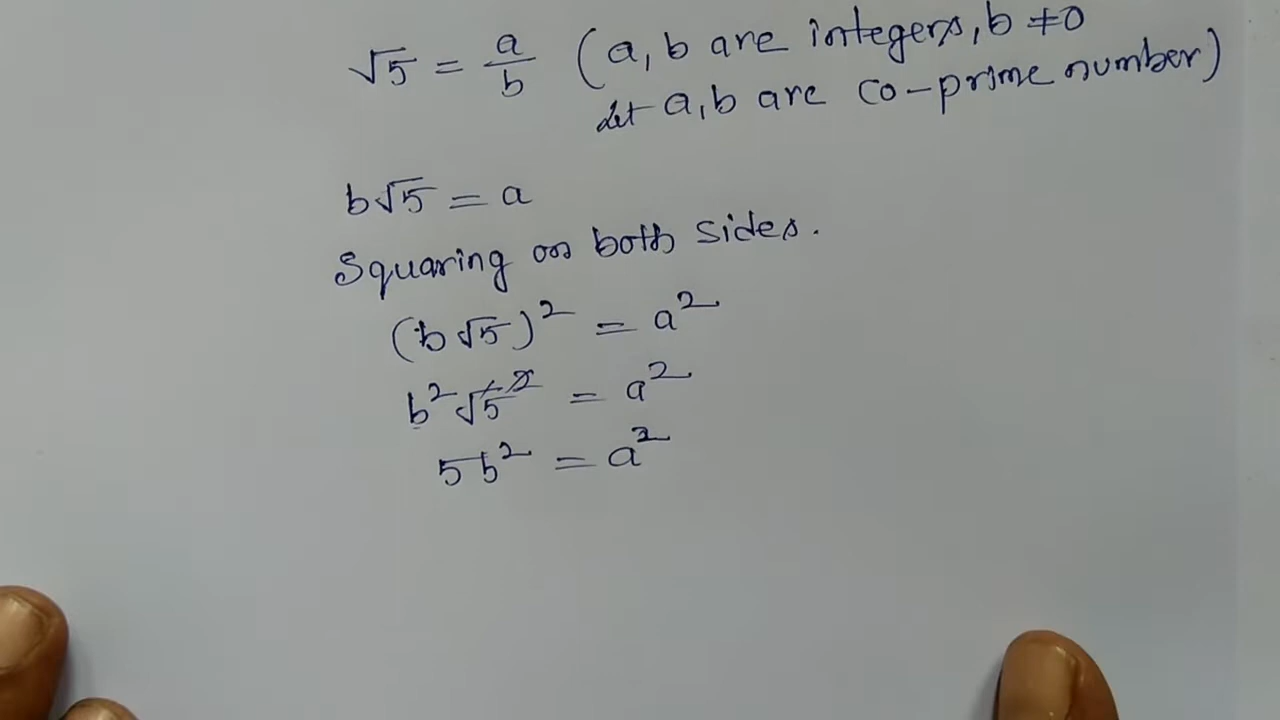 √5 = a/b (a, b are integers, b ≠ 0
let a, b are co-prime number)
b√5 = a
Squaring on both sides.
(b√5)² = a²
b²√5² = a²
5b² = a²